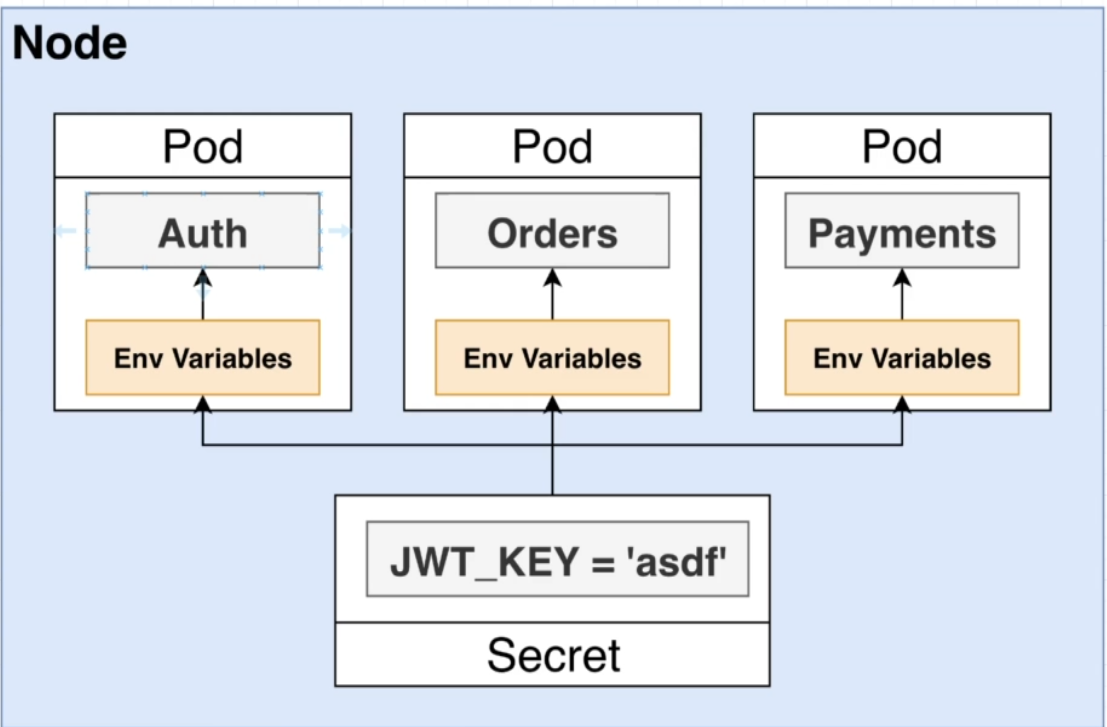 Node
Pod
Pod
Pod
Auth
Orders
Payments
Env Variables
Env Variables
Env Variables
JWT_KEY = 'asdf'
Secret